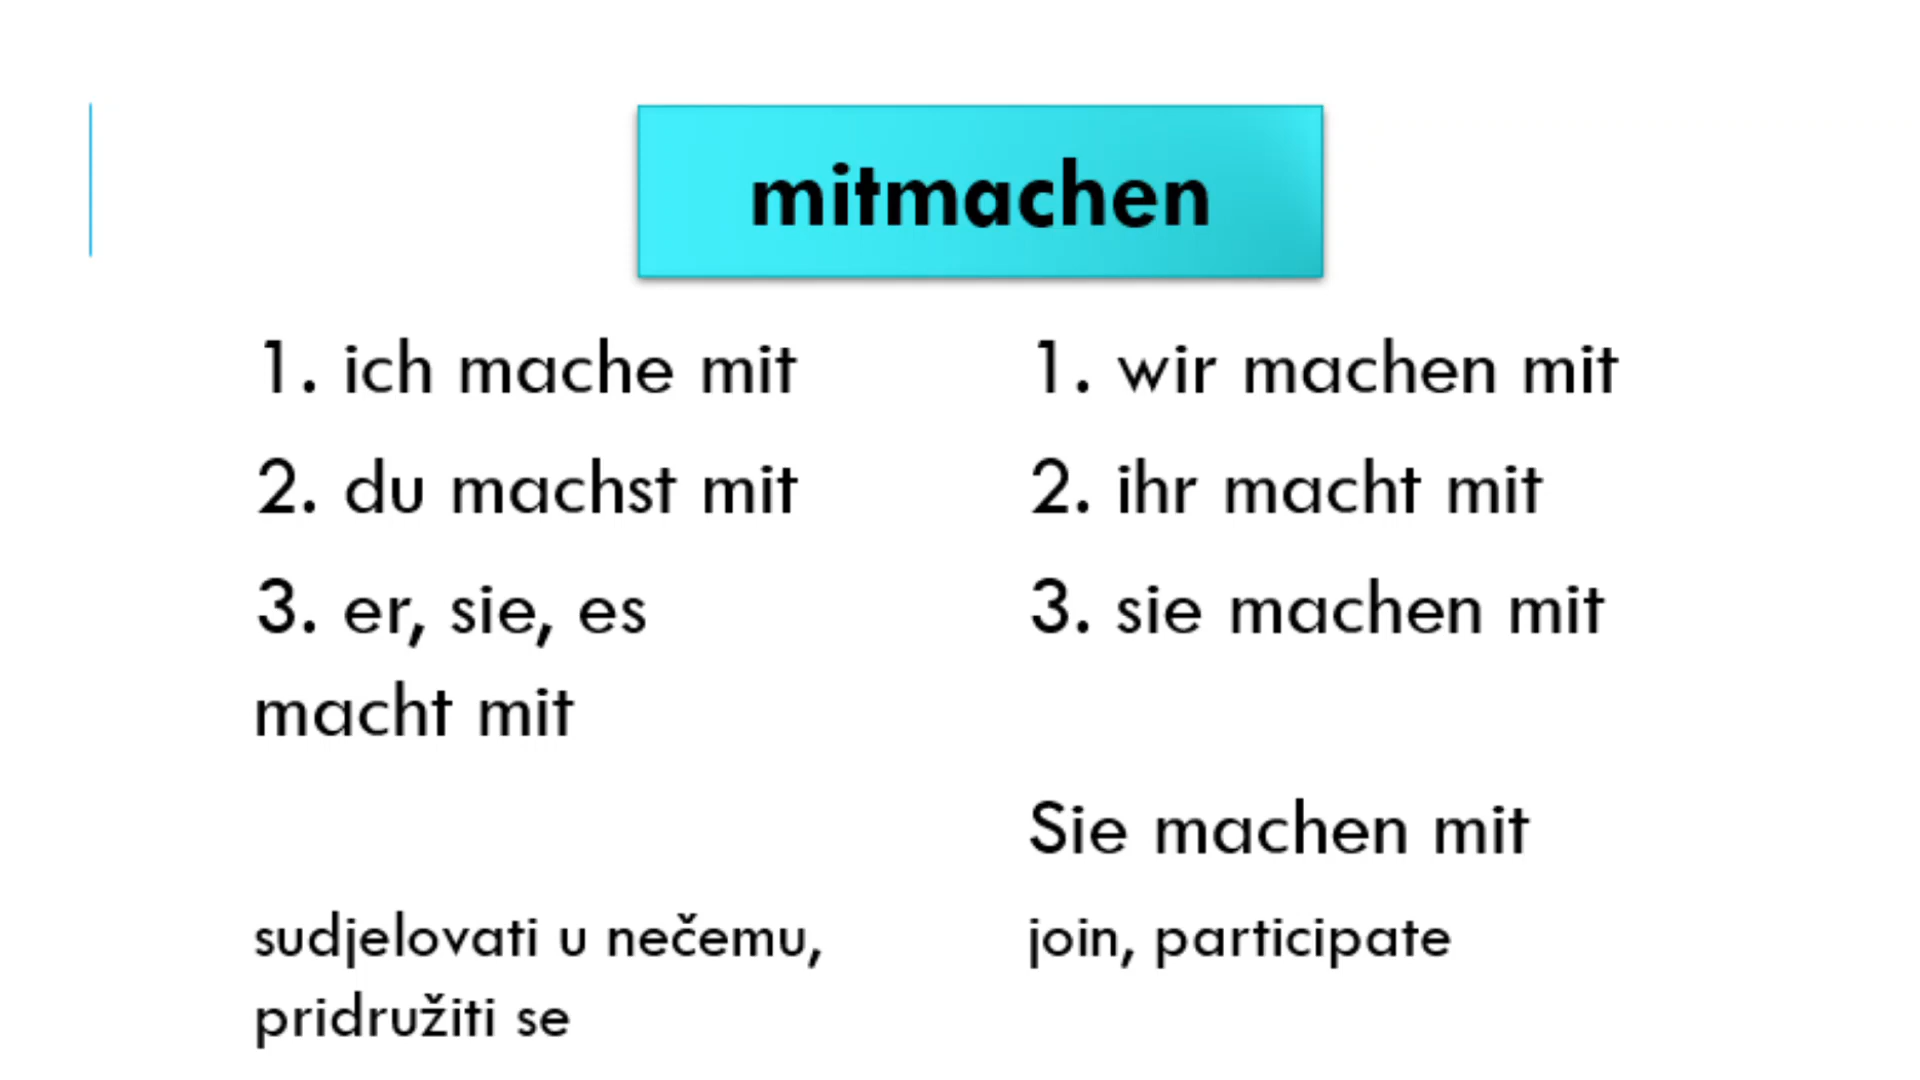 mitmachen
1. ich mache mit
2. du machst mit
3. er, sie, es
macht mit
sudjelovati u nečemu,
pridružiti se
1. wir machen mit
2. ihr macht mit
3. sie machen mit
Sie machen mit
join, participate